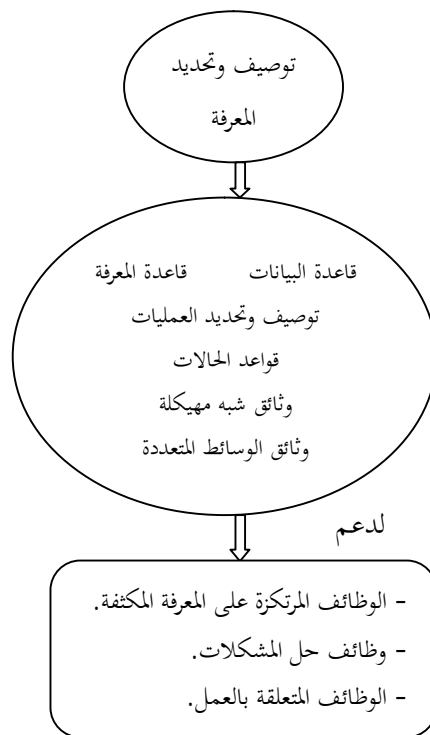 توصيف وتحديد
المعرفة
قاعدة البيانات قاعدة المعرفة
توصيف وتحديد العمليات
قواعد الحالات
وثائق شبه مهيكلة
وثائق الوسائط المتعددة
لدعم
- الوظائف المرتكزة على المعرفة المكثفة.
- وظائف حل المشكلات.
- الوظائف المتعلقة بالعمل.